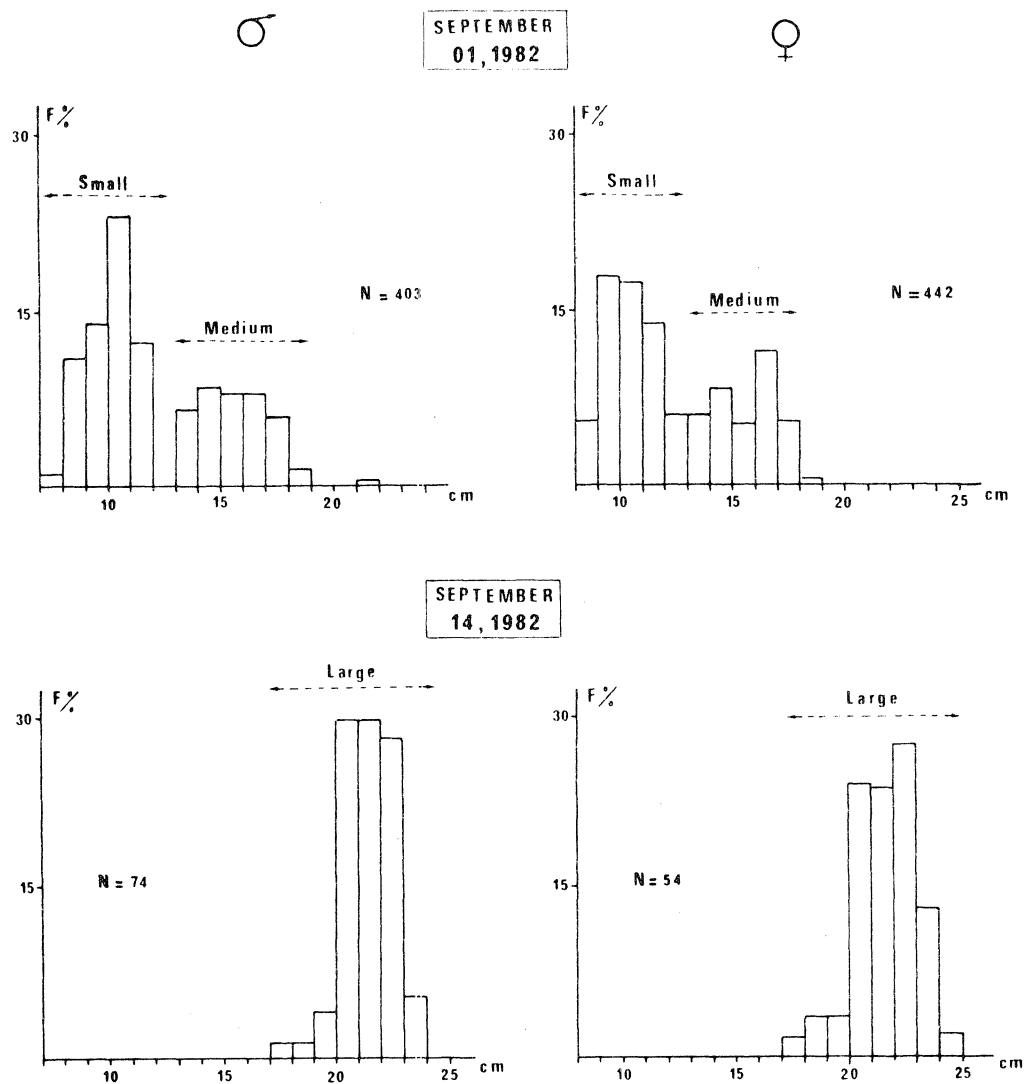 ♂
SEPTEMBER
01,1982
♀
F%
30
15
Small
Medium
N = 403
10
15
20
cm
F%
30
15
Small
Medium
N = 442
10
15
20
25
cm
SEPTEMBER
14,1982
F%
30
15
Large
N = 74
10
15
20
25
cm
F%
30
15
Large
N = 54
10
15
20
25
cm